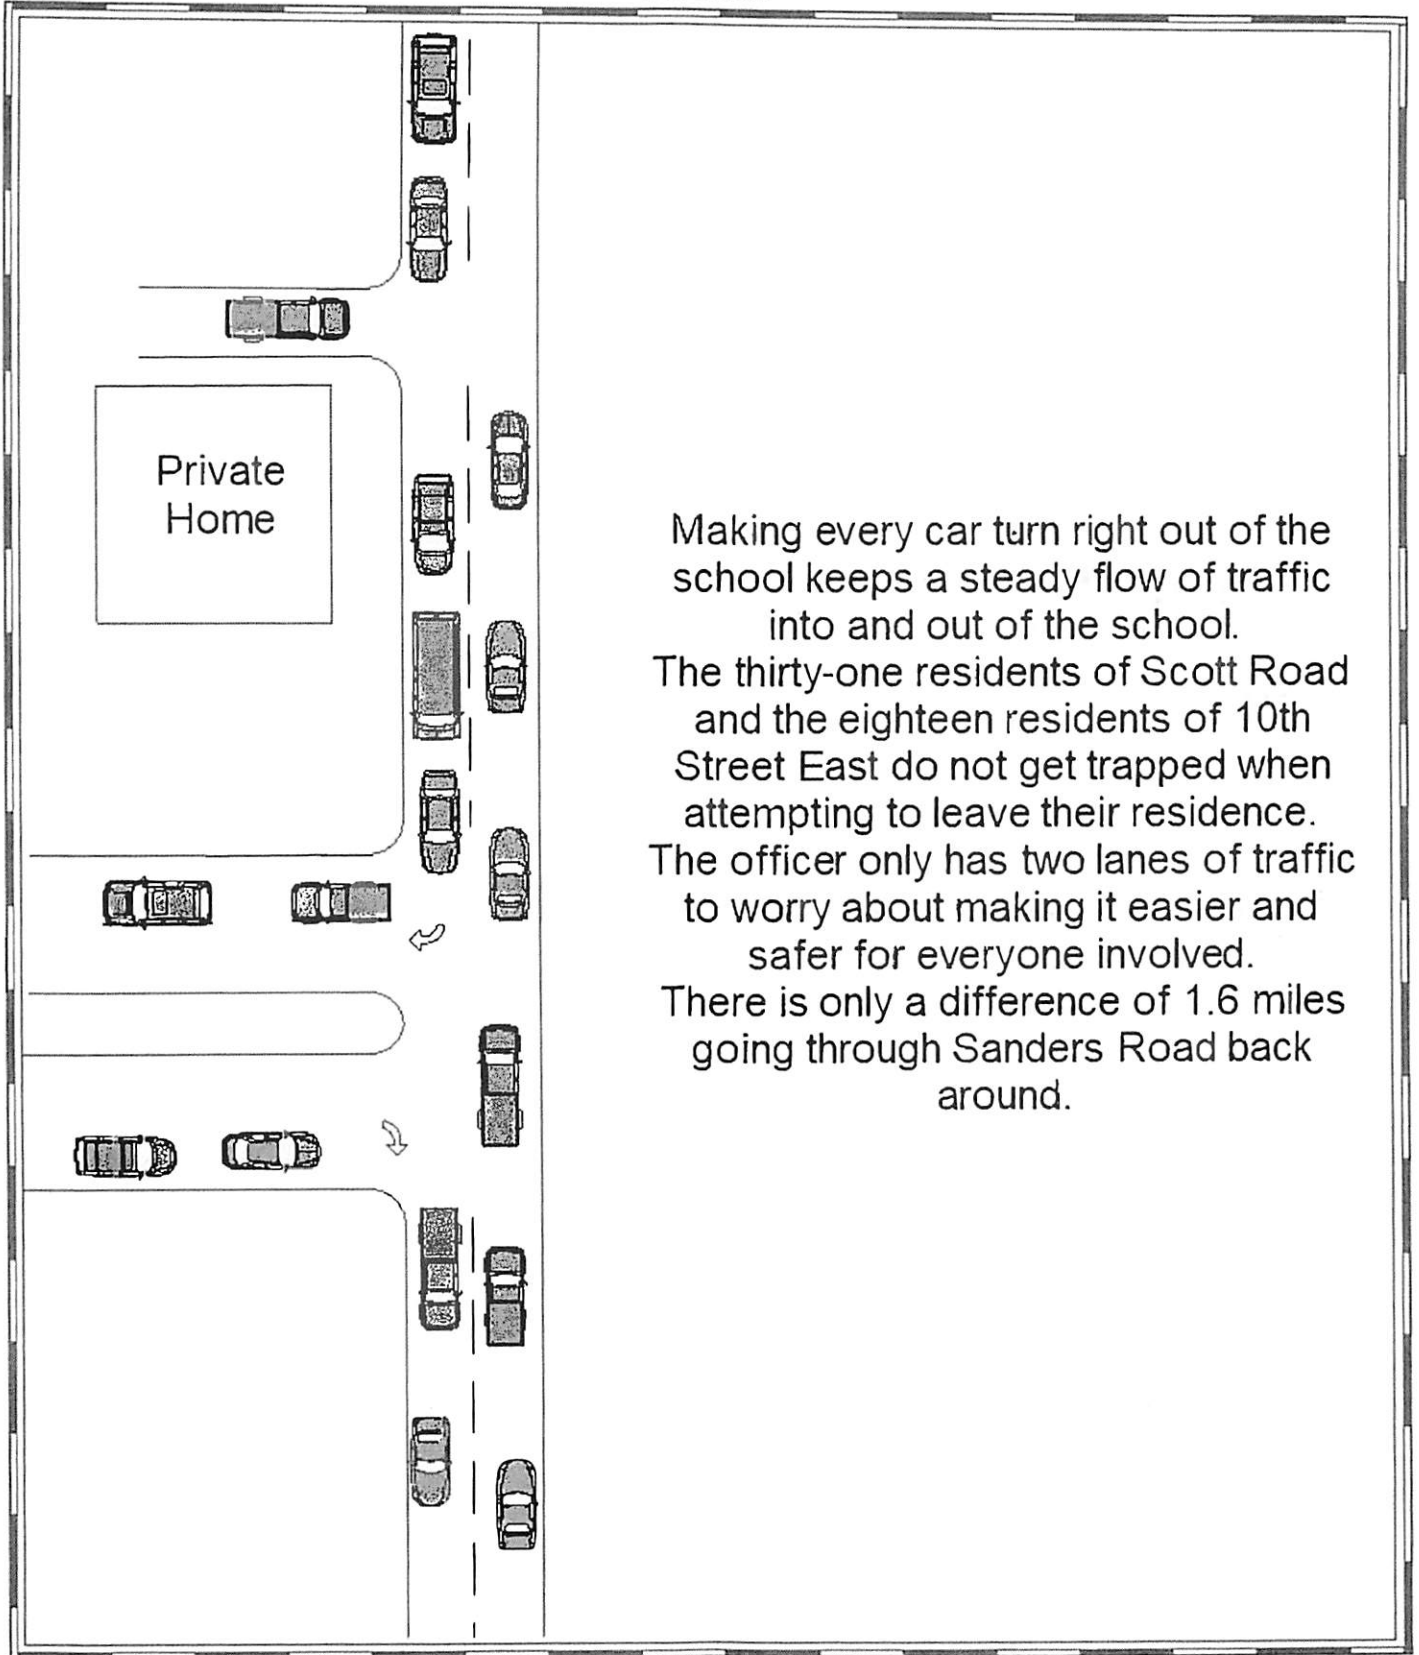 Private
Home
Making every car turn right out of the
school keeps a steady flow of traffic
into and out of the school.
The thirty-one residents of Scott Road
and the eighteen residents of 10th
Street East do not get trapped when
attempting to leave their residence.
The officer only has two lanes of traffic
to worry about making it easier and
safer for everyone involved.
There is only a difference of 1.6 miles
going through Sanders Road back
around.